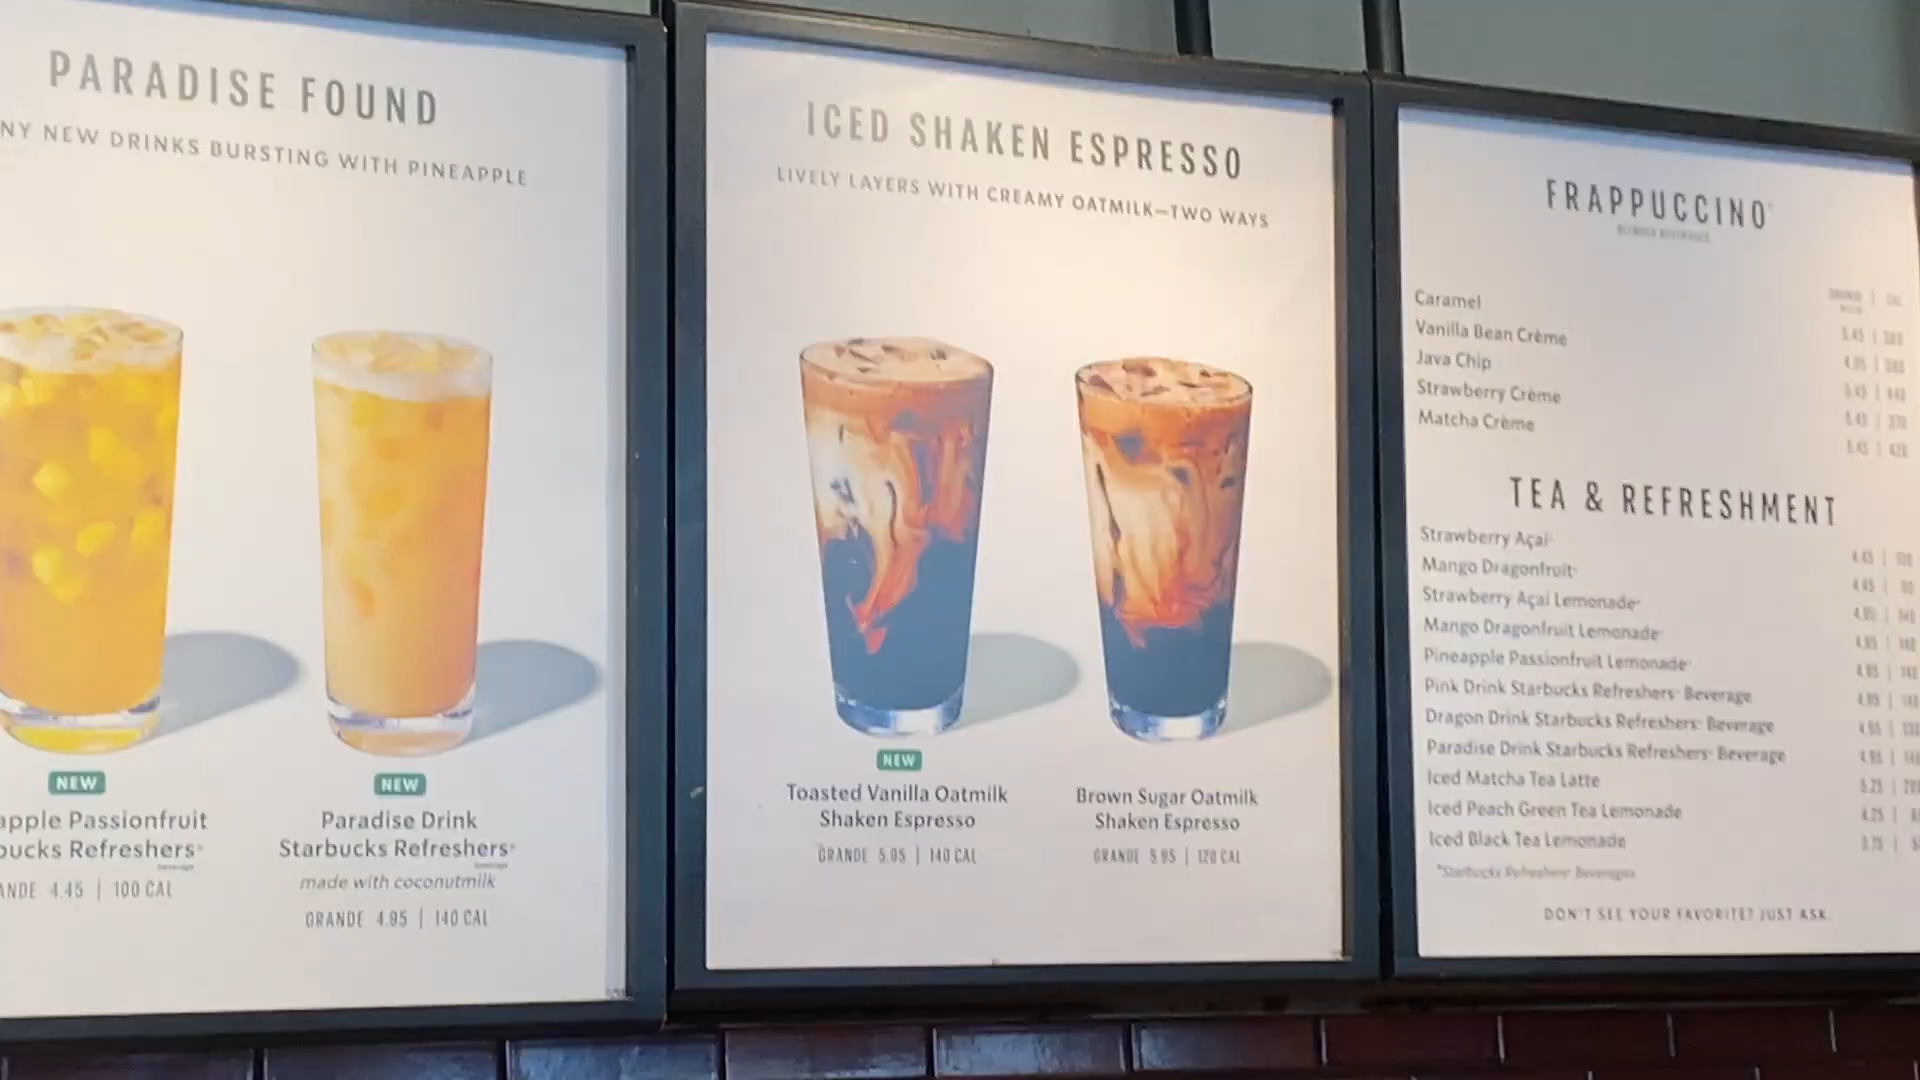 PARADISE FOUND
NY NEW DRINKS BURSTING WITH PINEAPPLE
NEW
apple Passionfruit
bucks Refreshers
ANDE 4.45 | 100 CAL
NEW
Paradise Drink
Starbucks Refreshers
made with coconutmilk
GRANDE 4.95 | 140 CAL
ICED SHAKEN ESPRESSO
LIVELY LAYERS WITH CREAMY OATMILK—TWO WAYS
NEW
Toasted Vanilla Oatmilk
Shaken Espresso
GRANDE 5.95 | 140 CAL
Brown Sugar Oatmilk
Shaken Espresso
GRANDE 5.95 | 120 CAL
FRAPPUCCINO
Caramel
Vanilla Bean Crème
Java Chip
Strawberry Crème
Matcha Crème
TEA & REFRESHMENT
Strawberry Açaí
Mango Dragonfruit
Strawberry Açaí Lemonade
Mango Dragonfruit Lemonade
Pineapple Passionfruit Lemonade
Pink Drink Starbucks Refreshers Beverage
Dragon Drink Starbucks Refreshers Beverage
Paradise Drink Starbucks Refreshers Beverage
Iced Matcha Tea Latte
Iced Peach Green Tea Lemonade
Iced Black Tea Lemonade
Starbucks Refreshers Beverages
DON'T SEE YOUR FAVORITE? JUST ASK.